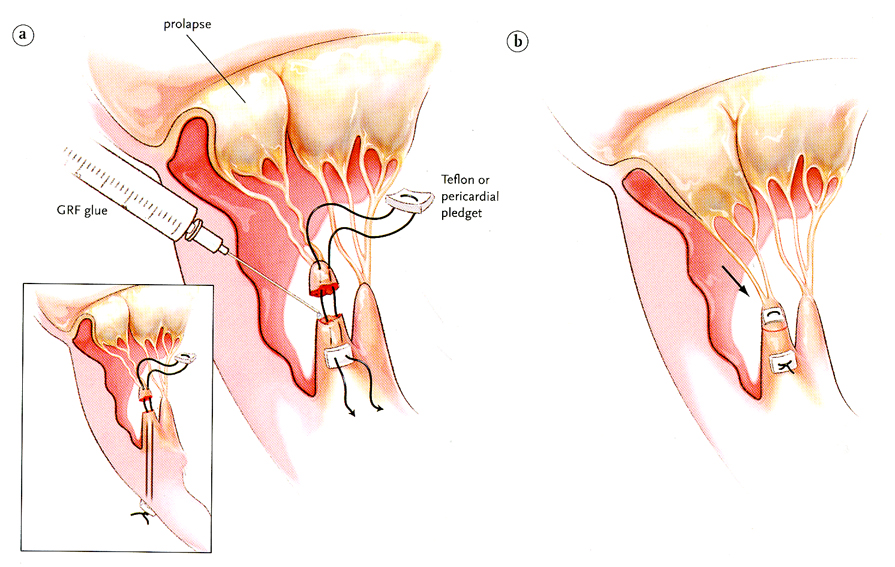 a
prolapse
b
Teflon or
pericardial
pledget
GRF glue